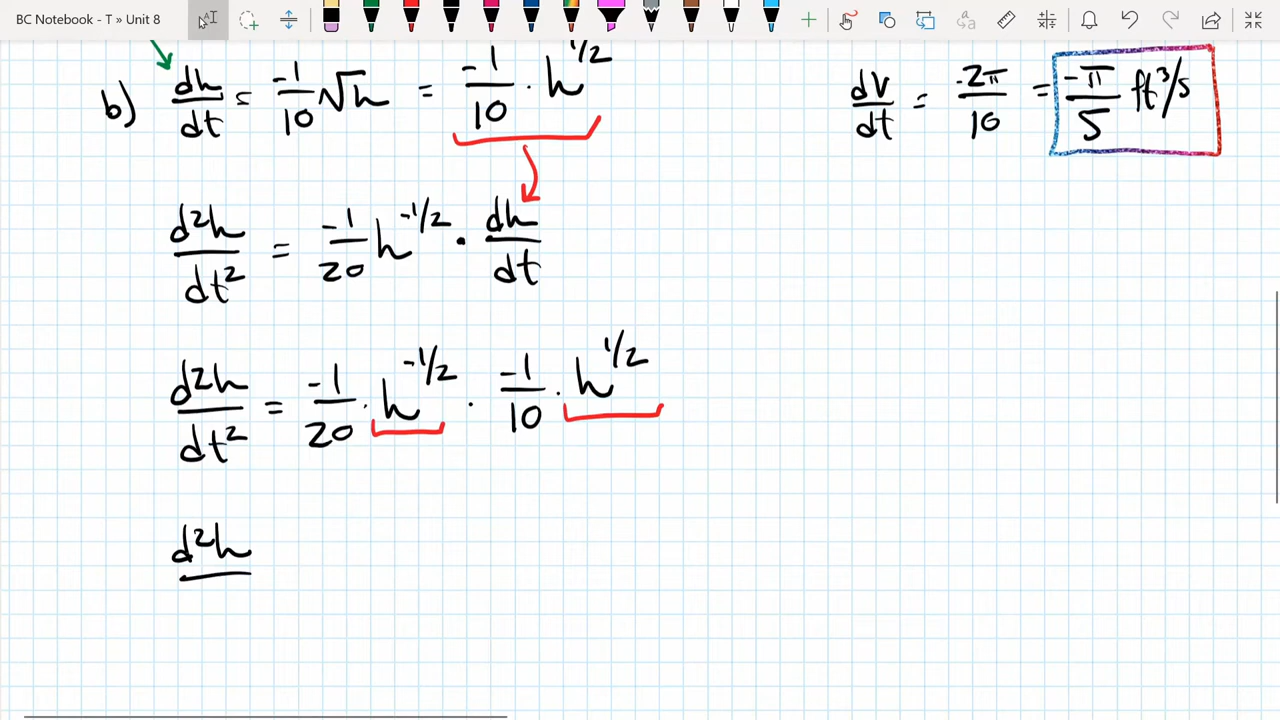 BC Notebook - T » Unit 8
b) dh/dt = -1/10 √h = -1/10 · h^1/2
dV/dt = -2π/10 = -π/5 ft³/s
d²h/dt² = -1/20 h^-1/2 · dh/dt
d²h/dt² = -1/20 · h^-1/2 · -1/10 · h^1/2
d²h